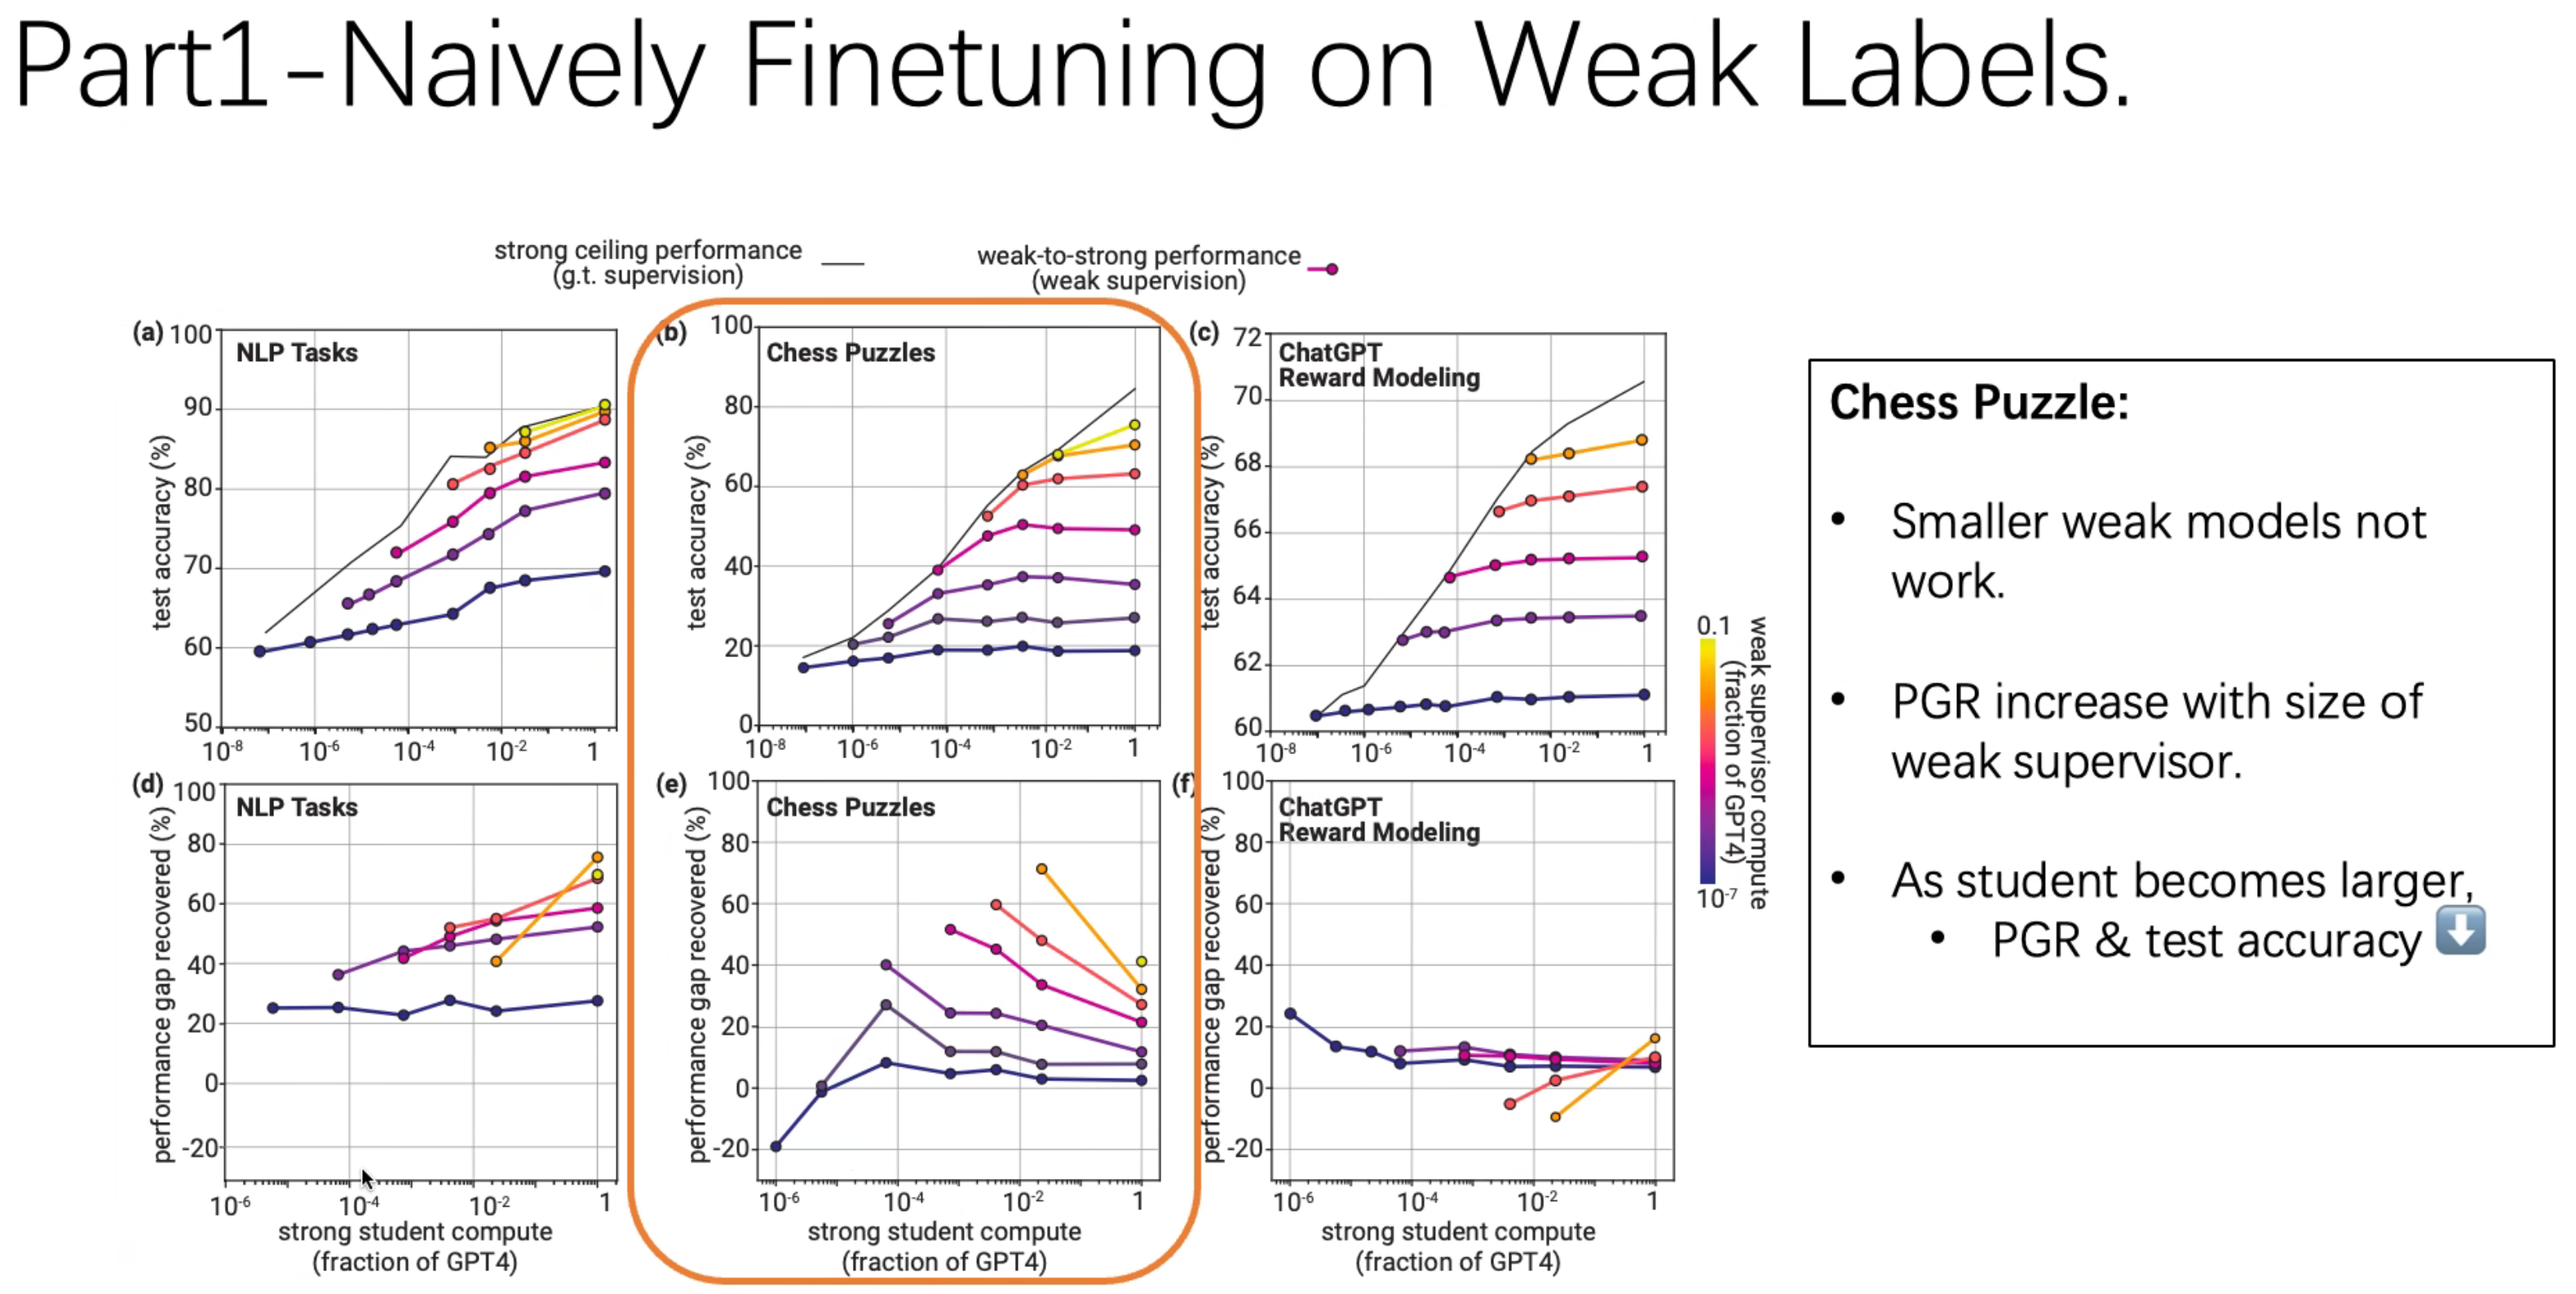 Part1-Naively Finetuning on Weak Labels.
strong ceiling performance
(g.t. supervision)
weak-to-strong performance
(weak supervision)
(a)
NLP Tasks
test accuracy (%)
100
90
80
70
60
50
10-8
10-6
10-4
10-2
1
(b)
Chess Puzzles
test accuracy (%)
100
80
60
40
20
0
10-8
10-6
10-4
10-2
1
(c)
ChatGPT
Reward Modeling
test accuracy (%)
72
70
68
66
64
62
60
10-8
10-6
10-4
10-2
1
(d)
NLP Tasks
performance gap recovered (%)
100
80
60
40
20
0
-20
10-6
10-4
10-2
1
strong student compute
(fraction of GPT4)
(e)
Chess Puzzles
performance gap recovered (%)
100
80
60
40
20
0
-20
10-6
10-4
10-2
1
strong student compute
(fraction of GPT4)
(f)
ChatGPT
Reward Modeling
performance gap recovered (%)
100
80
60
40
20
0
-20
10-6
10-4
10-2
1
strong student compute
(fraction of GPT4)
0.1
10-7
weak supervisor compute
(fraction of GPT4)
Chess Puzzle:
• Smaller weak models not
work.
• PGR increase with size of
weak supervisor.
• As student becomes larger,
• PGR & test accuracy ⬇️